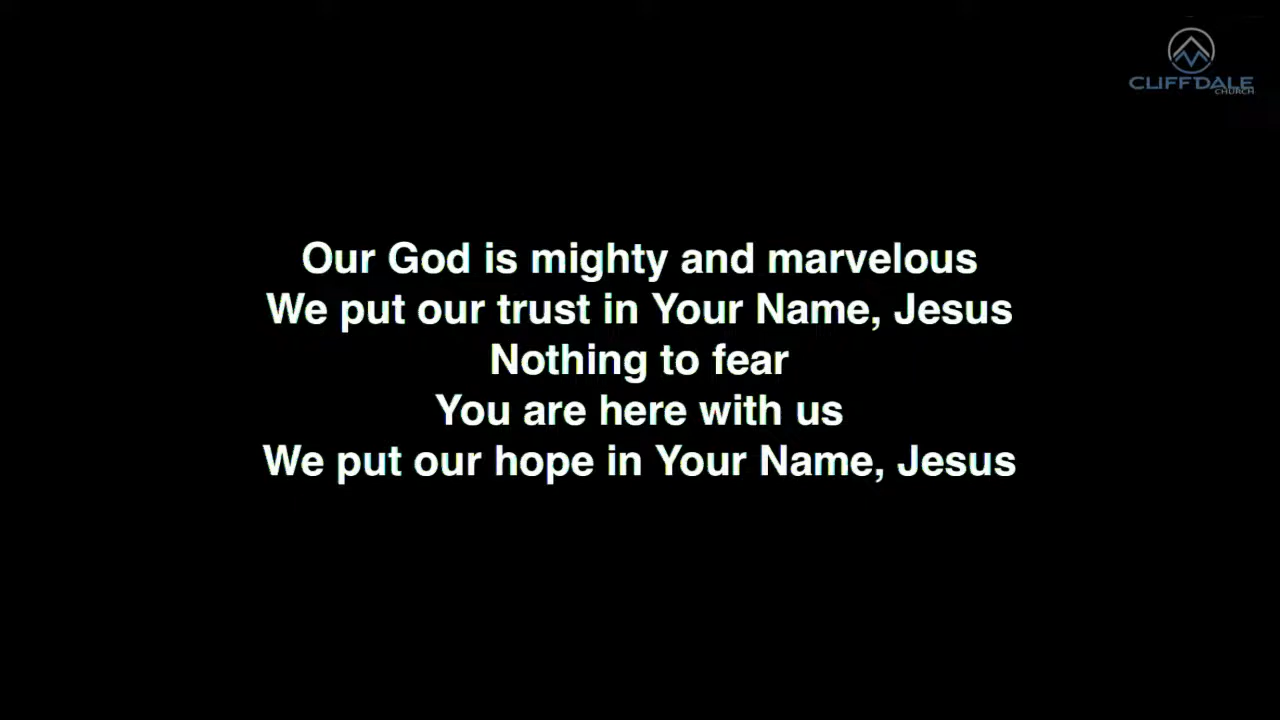 CLIFFDALE
CHURCH
Our God is mighty and marvelous
We put our trust in Your Name, Jesus
Nothing to fear
You are here with us
We put our hope in Your Name, Jesus